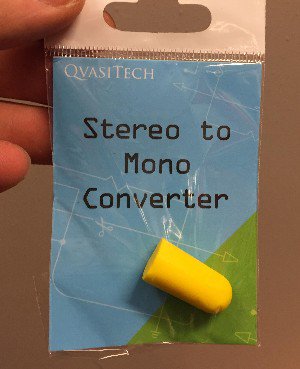 QVASITECH
Stereo to
Mono
Converter